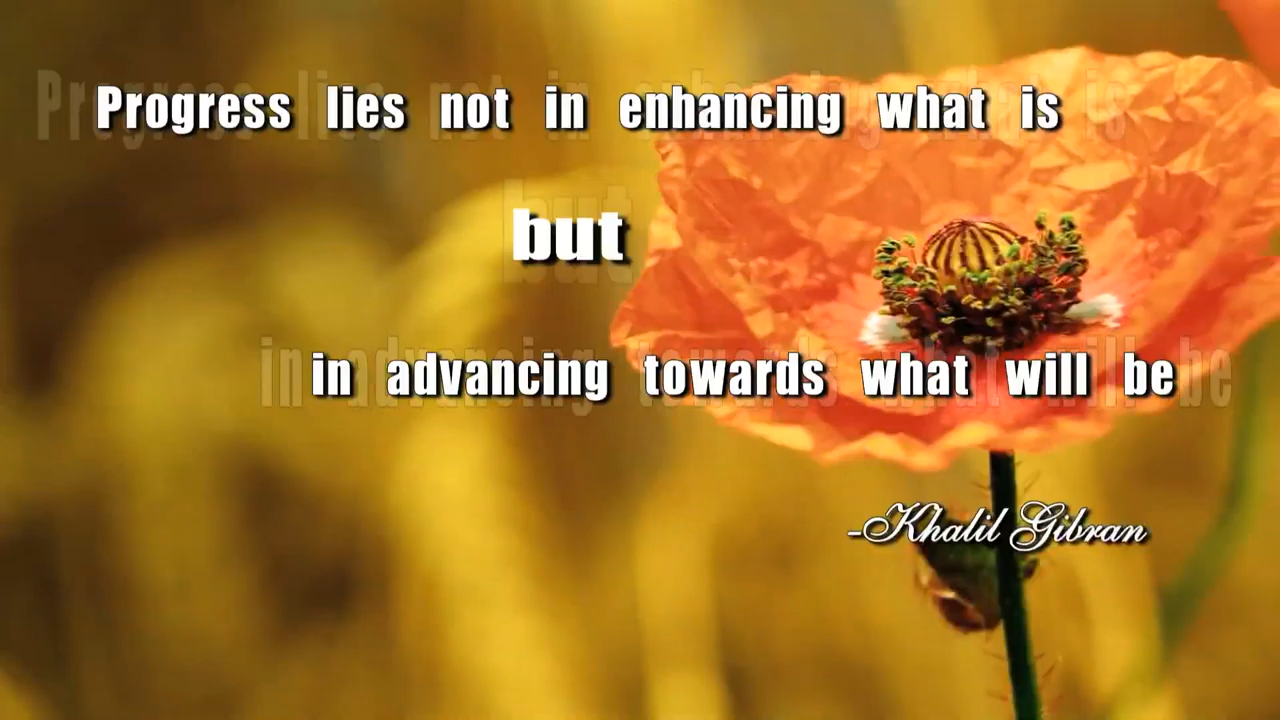 Progress lies not in enhancing what is
but
in advancing towards what will be
-Khalil Gibran